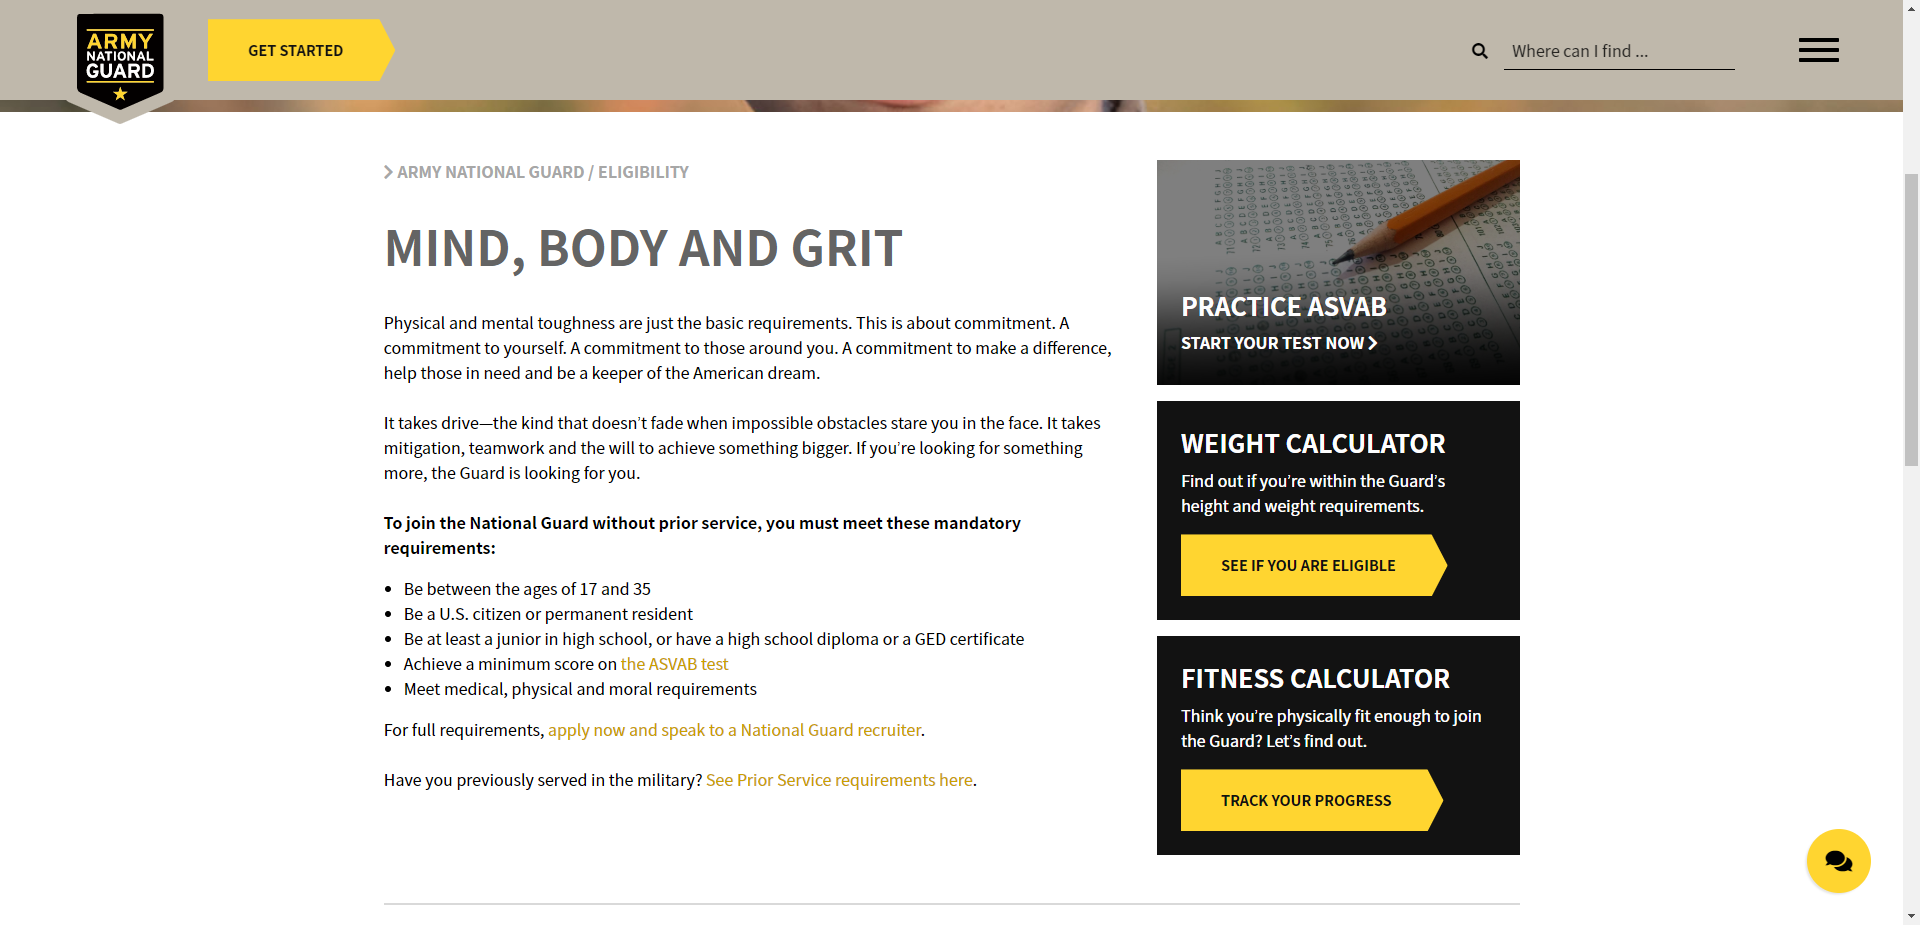 ARMY
NATIONAL
GUARD
GET STARTED
Where can I find ...
ARMY NATIONAL GUARD / ELIGIBILITY
MIND, BODY AND GRIT
Physical and mental toughness are just the basic requirements. This is about commitment. A
commitment to yourself. A commitment to those around you. A commitment to make a difference,
help those in need and be a keeper of the American dream.
It takes drive—the kind that doesn’t fade when impossible obstacles stare you in the face. It takes
mitigation, teamwork and the will to achieve something bigger. If you’re looking for something
more, the Guard is looking for you.
To join the National Guard without prior service, you must meet these mandatory
requirements:
• Be between the ages of 17 and 35
• Be a U.S. citizen or permanent resident
• Be at least a junior in high school, or have a high school diploma or a GED certificate
• Achieve a minimum score on the ASVAB test
• Meet medical, physical and moral requirements
For full requirements, apply now and speak to a National Guard recruiter.
Have you previously served in the military? See Prior Service requirements here.
PRACTICE ASVAB
START YOUR TEST NOW
WEIGHT CALCULATOR
Find out if you’re within the Guard’s
height and weight requirements.
SEE IF YOU ARE ELIGIBLE
FITNESS CALCULATOR
Think you’re physically fit enough to join
the Guard? Let’s find out.
TRACK YOUR PROGRESS